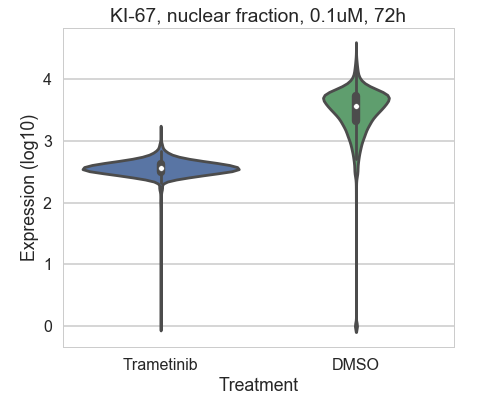 KI-67, nuclear fraction, 0.1uM, 72h
Expression (log10)
4
3
2
1
0
Trametinib DMSO
Treatment